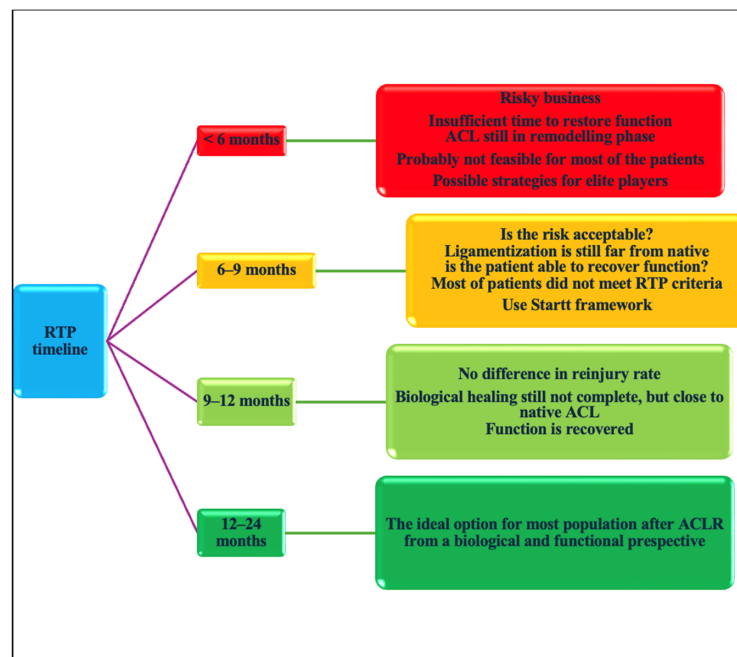 RTP
timeline
< 6 months
Risky business
Insufficient time to restore function
ACL still in remodelling phase
Probably not feasible for most of the patients
Possible strategies for elite players
6–9 months
Is the risk acceptable?
Ligamentization is still far from native
is the patient able to recover function?
Most of patients did not meet RTP criteria
Use Startt framework
9–12 months
No difference in reinjury rate
Biological healing still not complete, but close to
native ACL
Function is recovered
12–24
months
The ideal option for most population after ACLR
from a biological and functional prespective